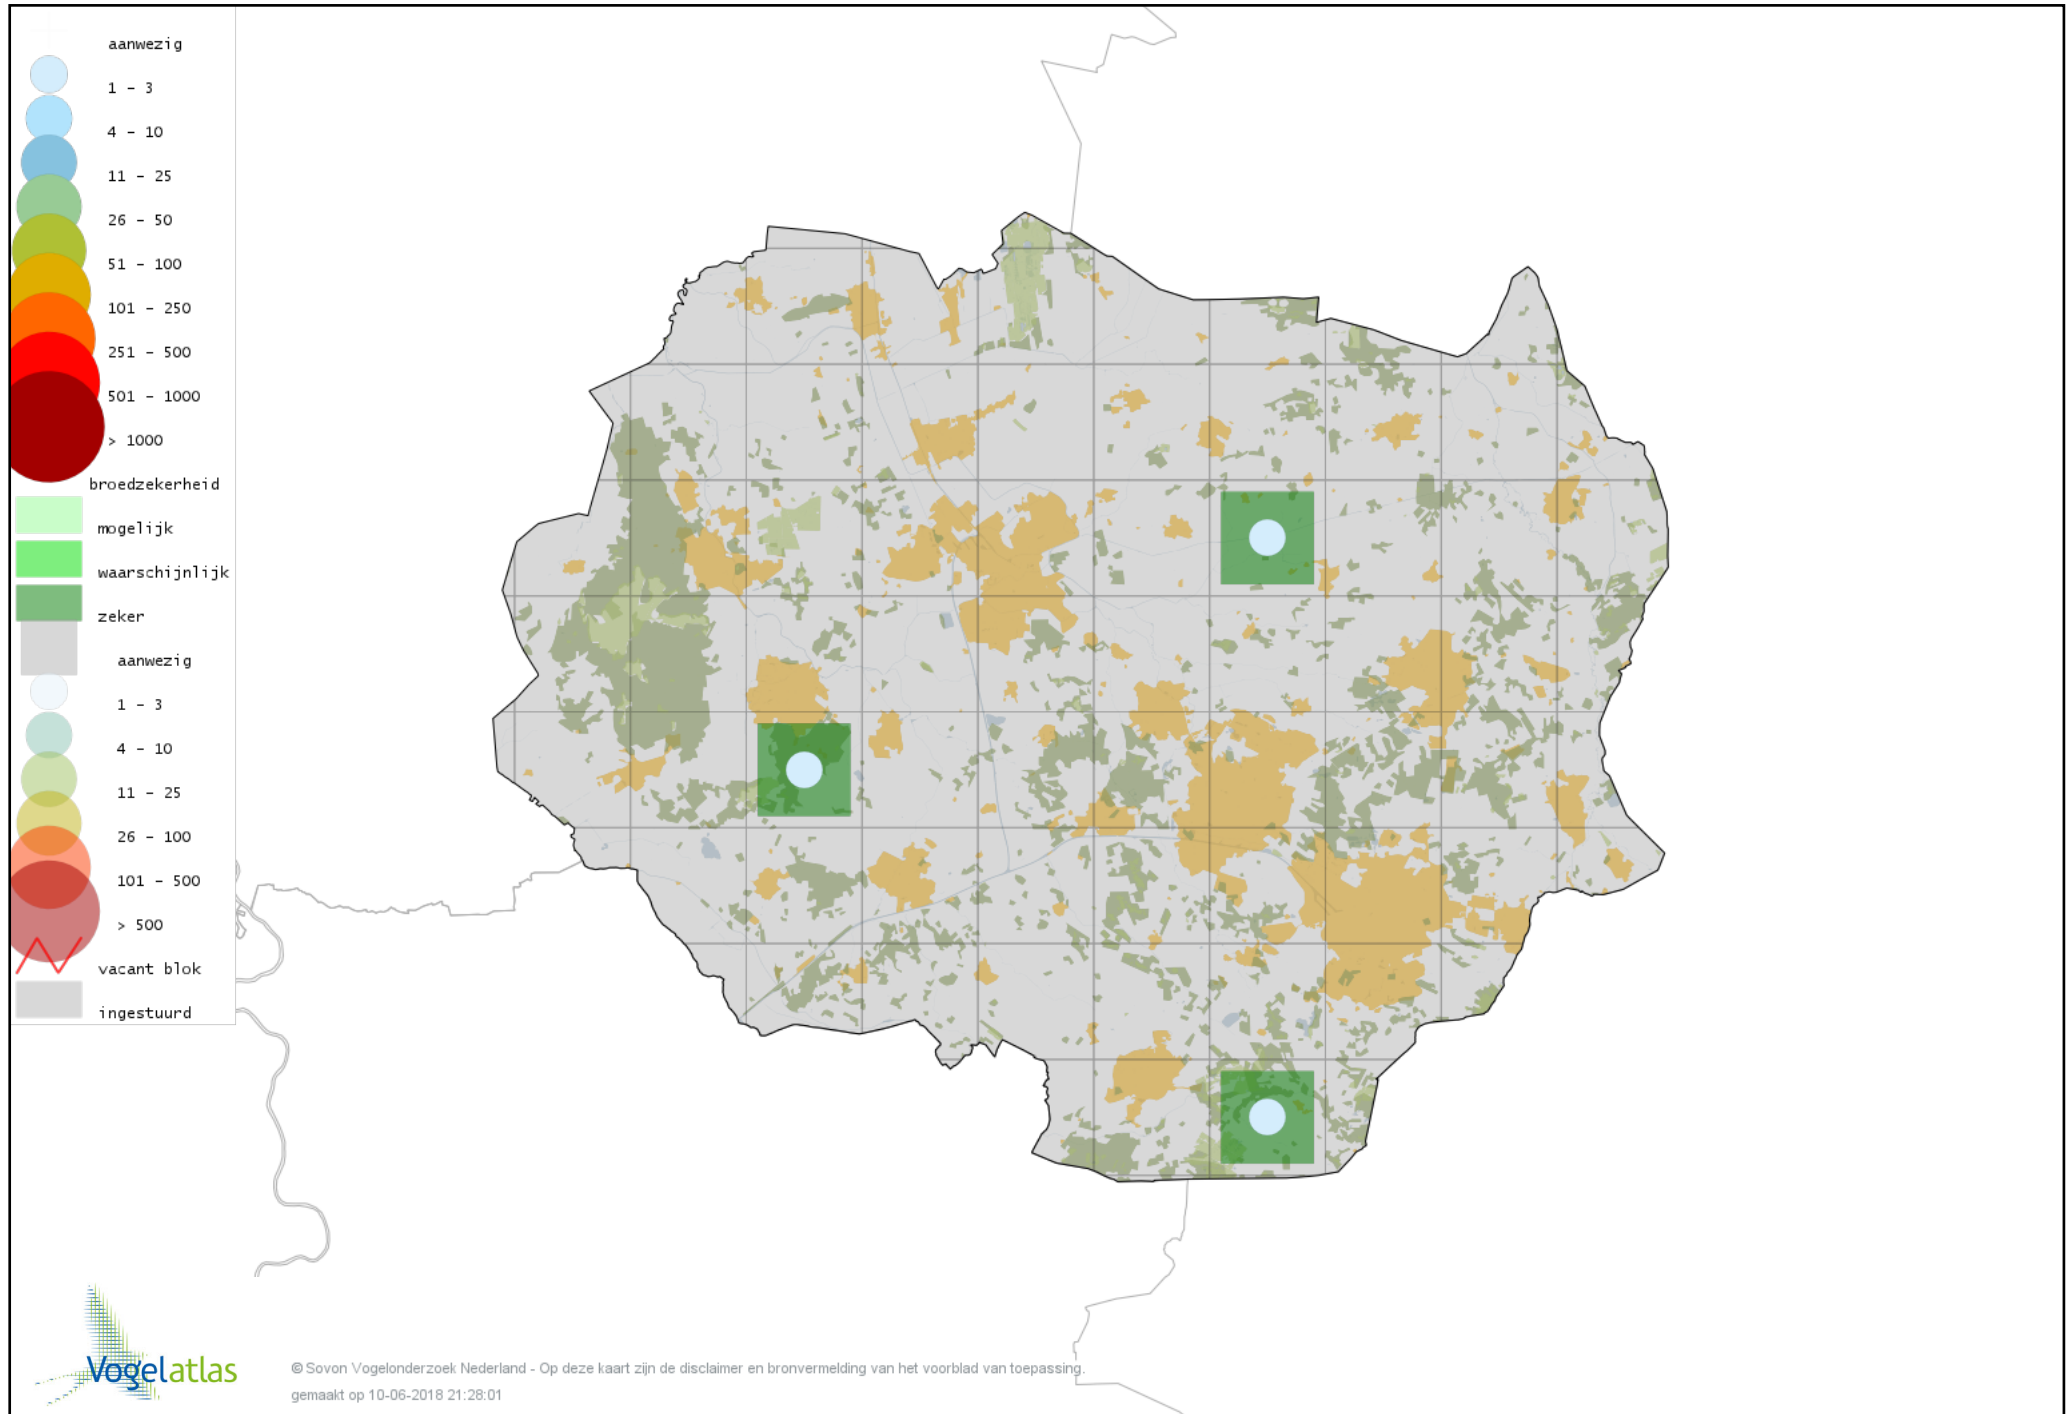 aanwezig
1 - 3
4 - 10
11 - 25
26 - 50
51 - 100
101 - 250
251 - 500
501 - 1000
> 1000
broedzekerheid
mogelijk
waarschijnlijk
zeker
aanwezig
1 - 3
4 - 10
11 - 25
26 - 100
101 - 500
> 500
vacant blok
ingestuurd
Vogelatlas
© Sovon Vogelonderzoek Nederland - Op deze kaart zijn de disclaimer en bronvermelding van het voorblad van toepassing.
gemaakt op 10-06-2018 21:28:01